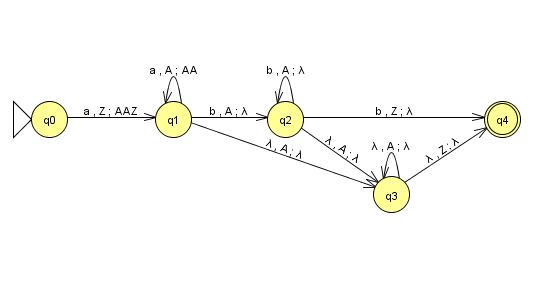 a , A ; AA
b , A ; λ
a , Z ; AAZ
b , A ; λ
b , Z ; λ
q0
q1
q2
q4
λ , A ; λ
λ , A ; λ
λ , A ; λ
λ , Z ; λ
q3